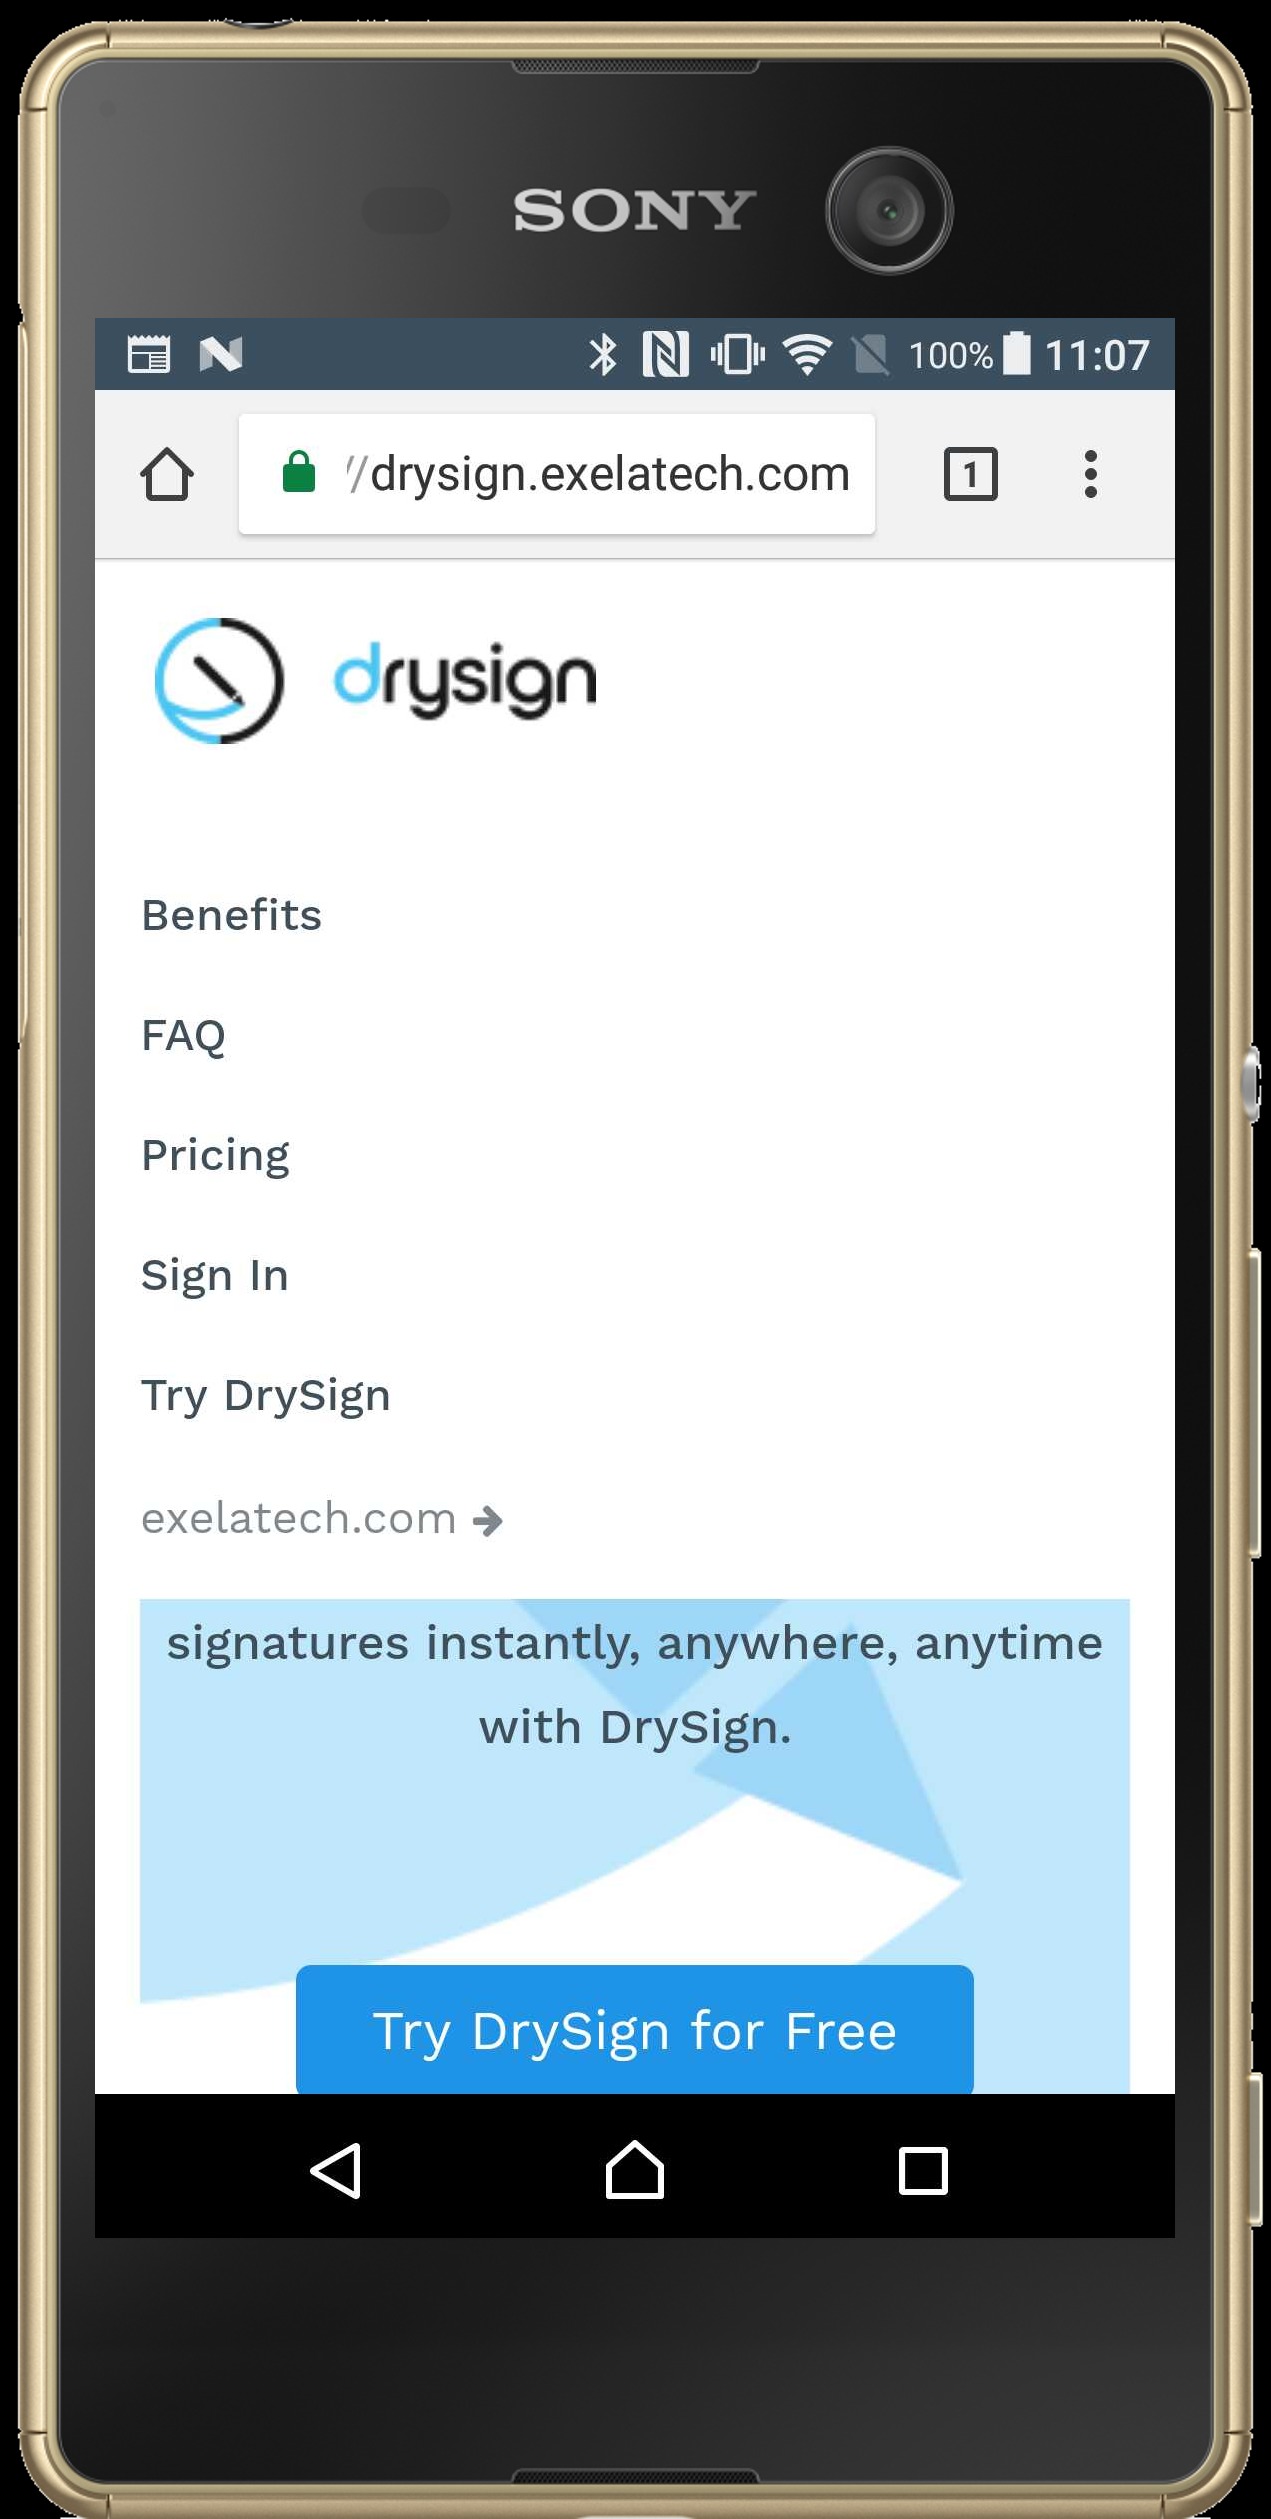 SONY
100% 11:07
//drysign.exelatech.com 1
drysign
Benefits
FAQ
Pricing
Sign In
Try DrySign
exelatech.com
signatures instantly, anywhere, anytime
with DrySign.
Try DrySign for Free